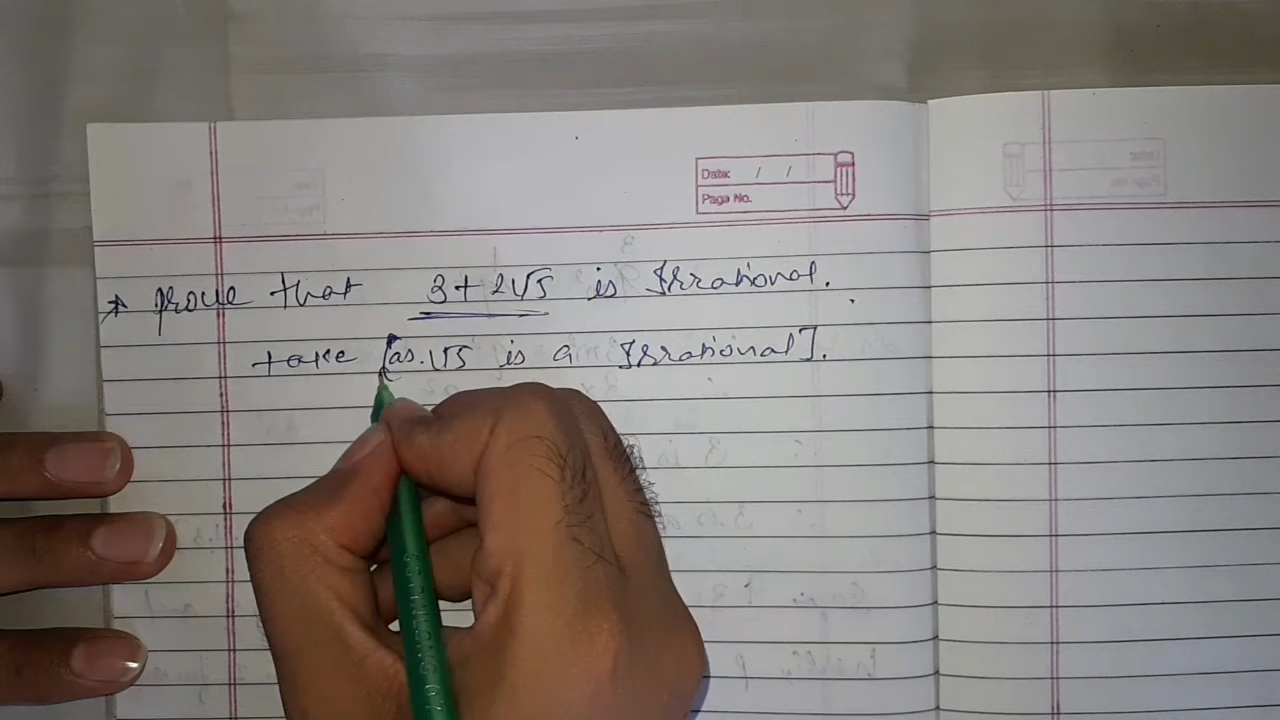 Date: / /
Page No.
prove that 3+2√5 is Irrational.
take [as √5 is a Irrational].